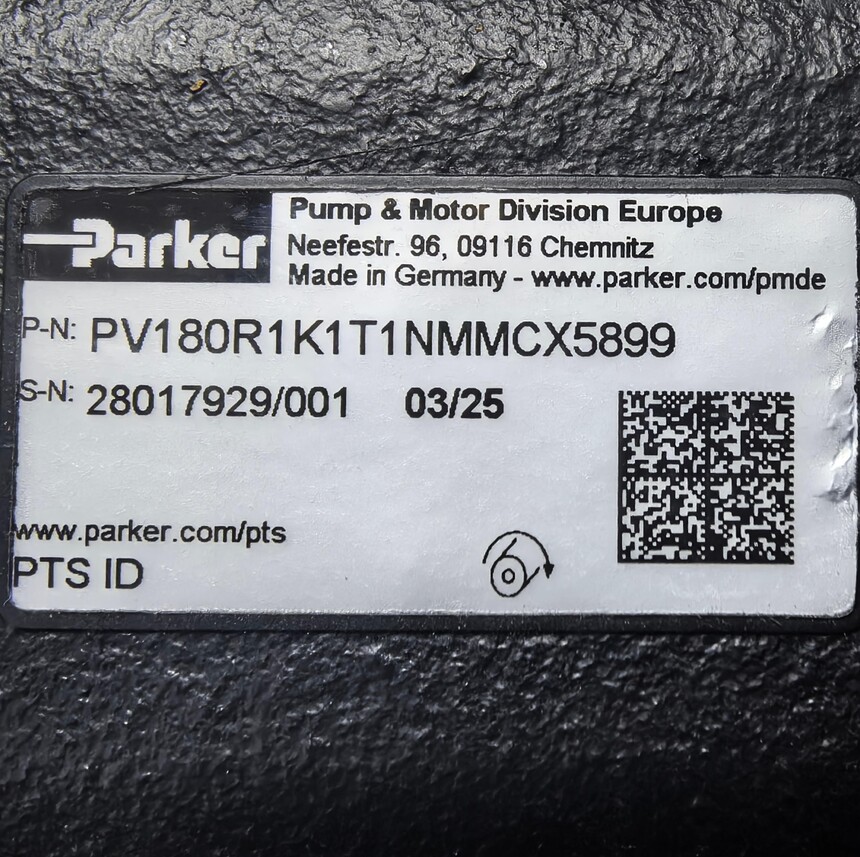 Parker
Pump & Motor Division Europe
Neefestr. 96, 09116 Chemnitz
Made in Germany - www.parker.com/pmde
P-N: PV180R1K1T1NMMCX5899
S-N: 28017929/001 03/25
www.parker.com/pts
PTS ID